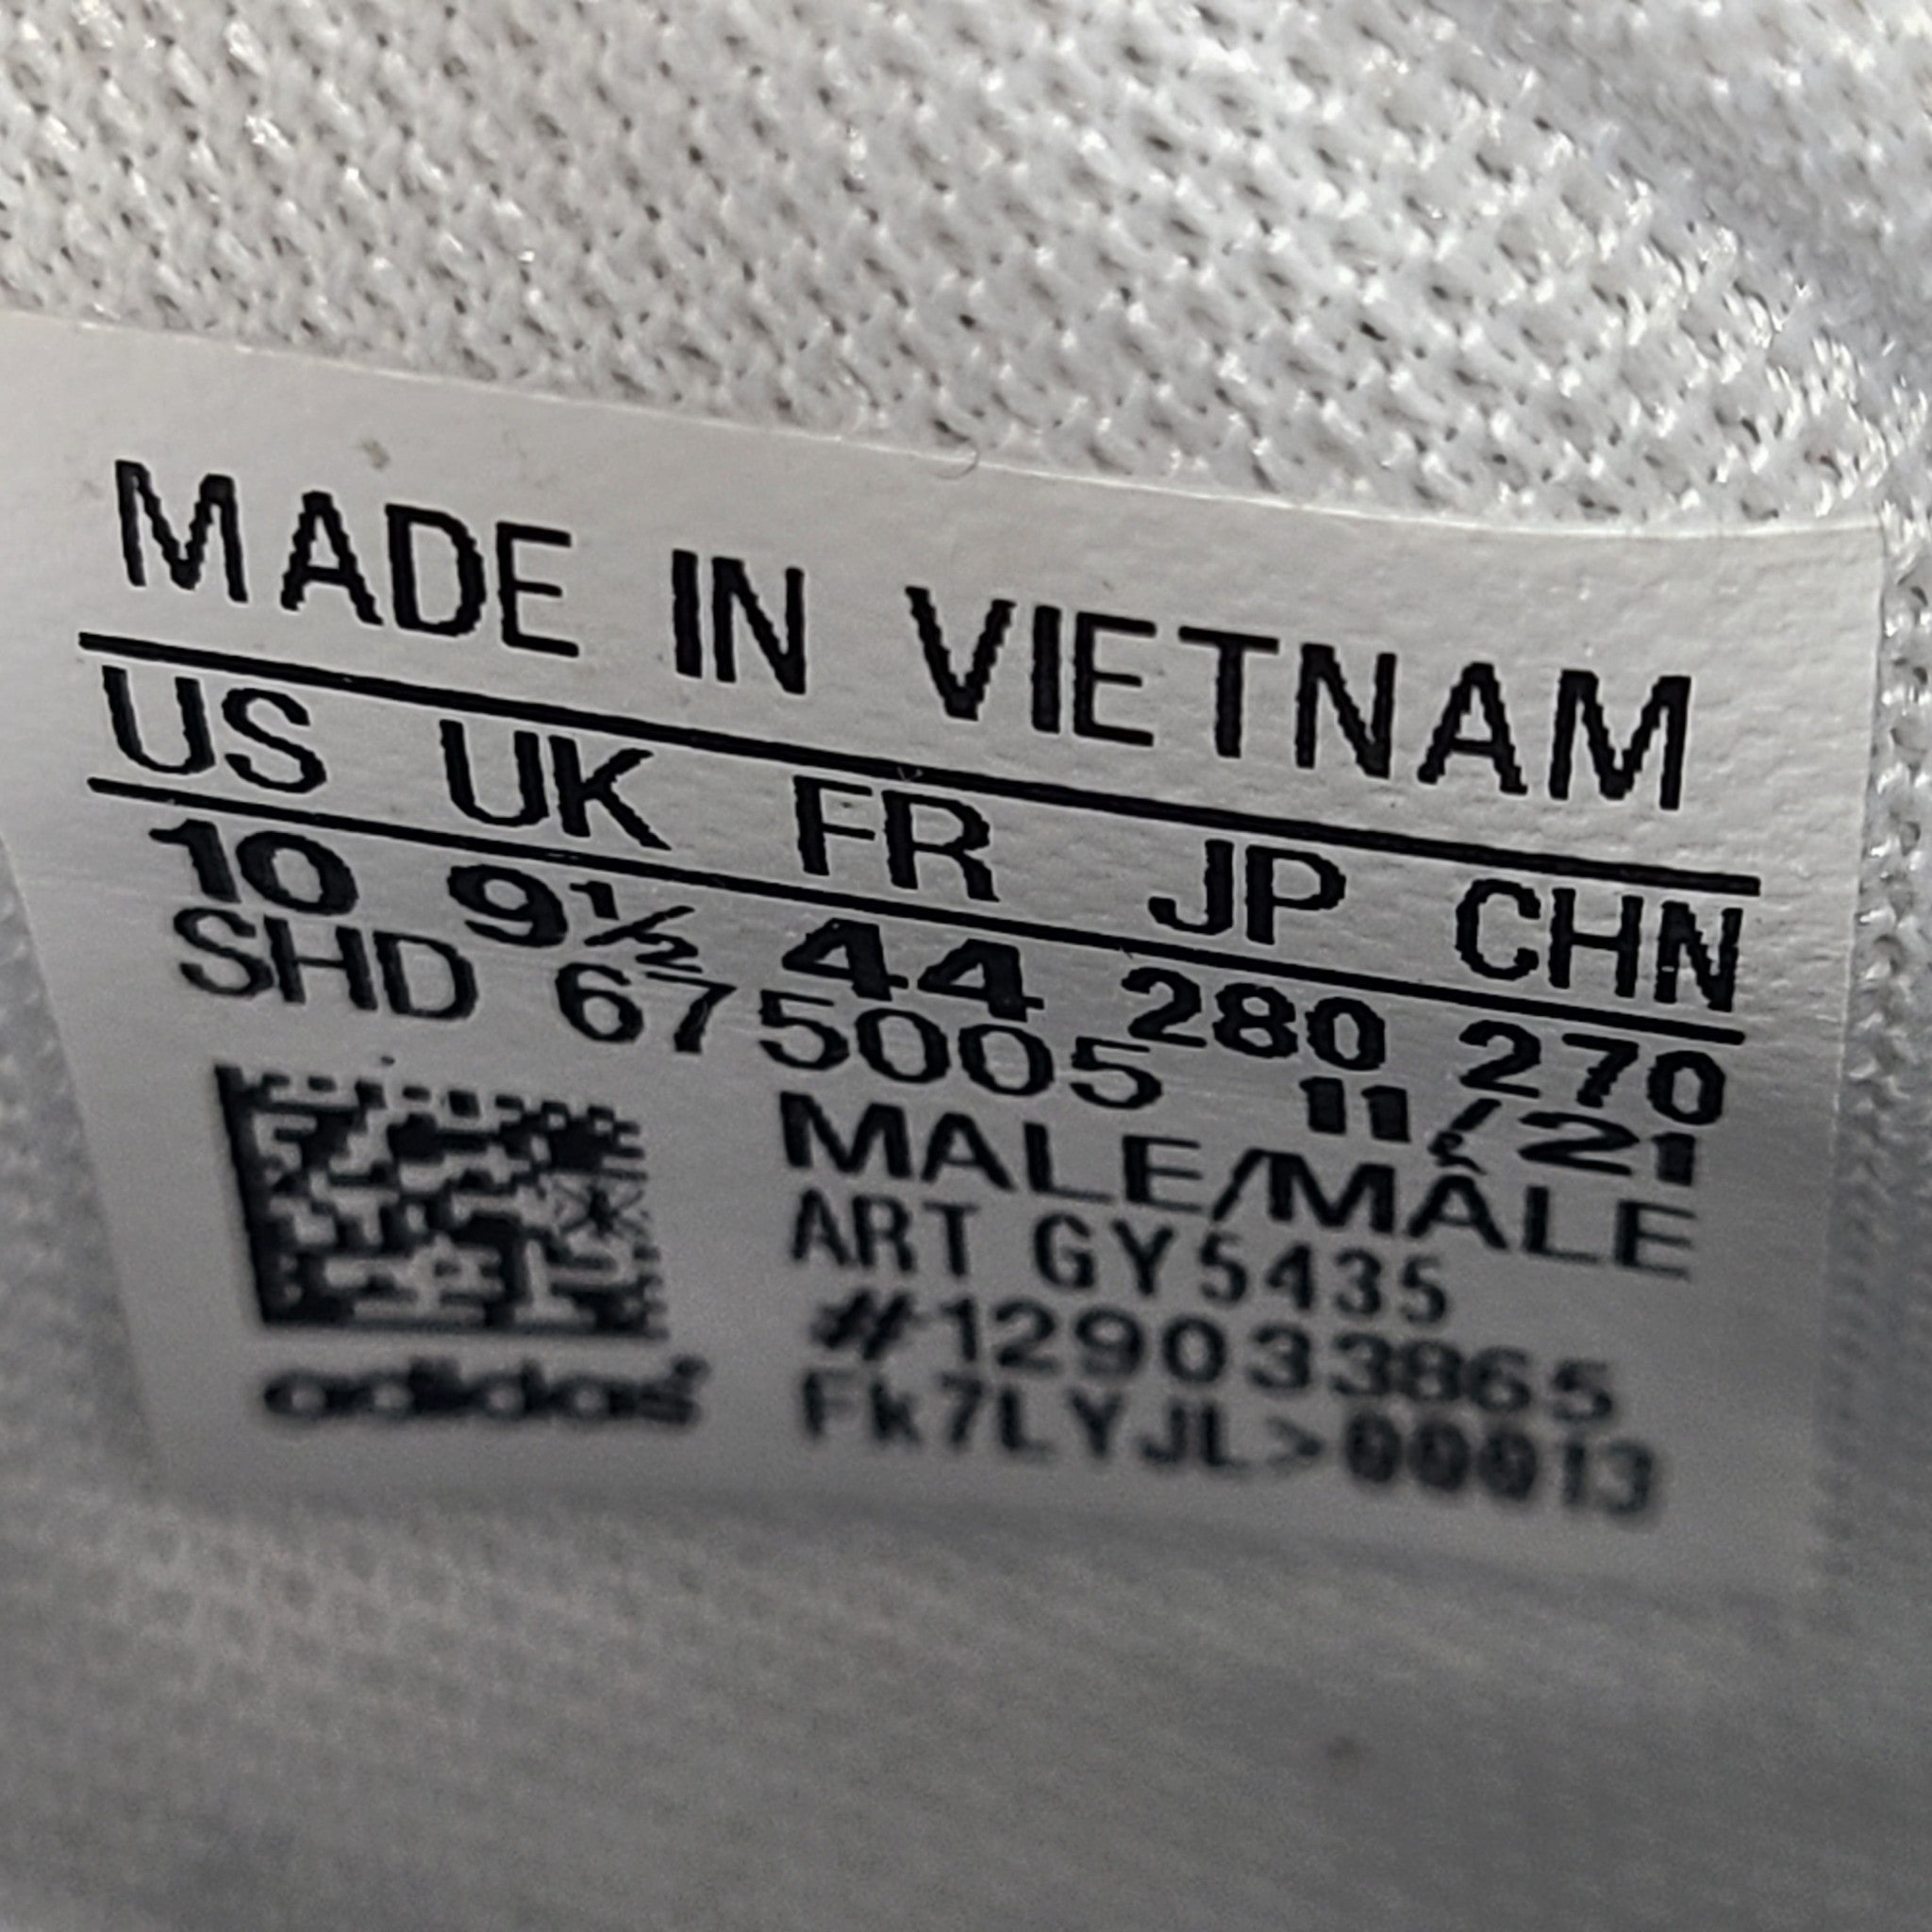 MADE IN VIETNAM
US UK FR JP CHN
10 9½ 44 280 270
SHD 675005 11/21
MALE/MÂLE
ART GY5435
#129033865
Fk7LYJL>00013
adidas